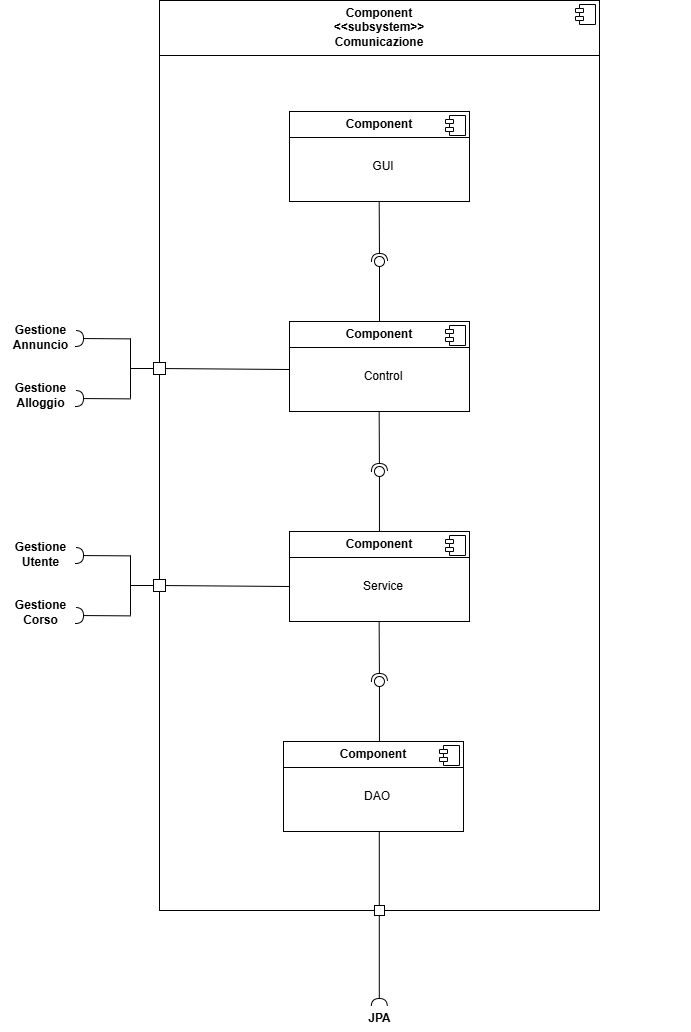 Component
<<subsystem>>
Comunicazione
Component
GUI
Gestione
Annuncio
Component
Control
Gestione
Alloggio
Component
Service
Gestione
Utente
Gestione
Corso
Component
DAO
JPA